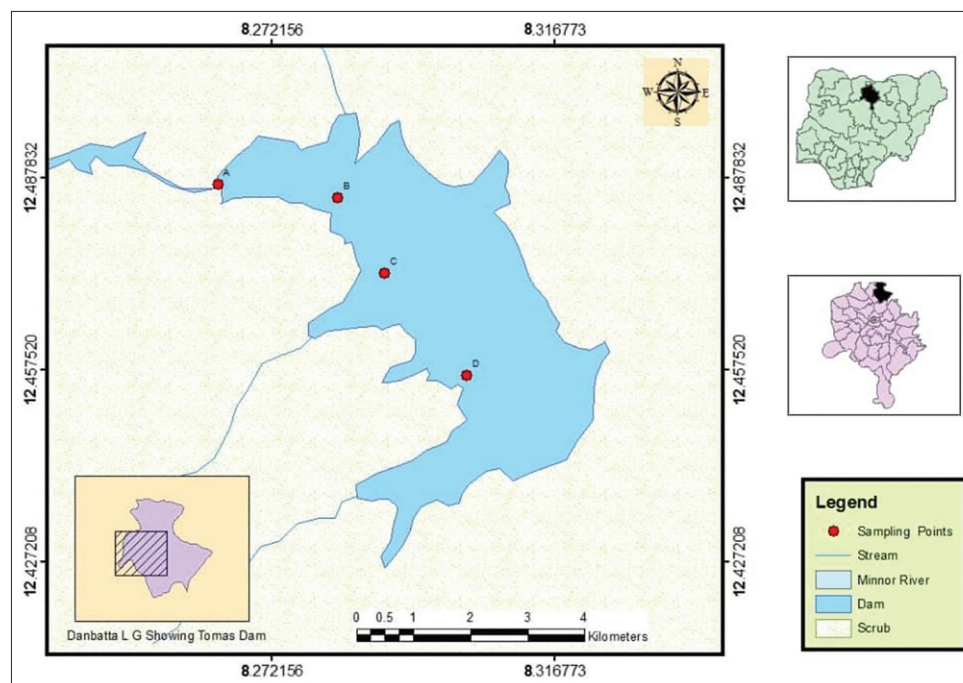 8.272156
8.316773
N
W E
S
12.487832
12.487832
A
B
C
12.457520
12.457520
D
Legend
Sampling Points
Stream
Minnor River
Dam
Scrub
12.427208
12.427208
0 0.5 1 2 3 4
Kilometers
Danbatta L G Showing Tomas Dam
8.272156
8.316773